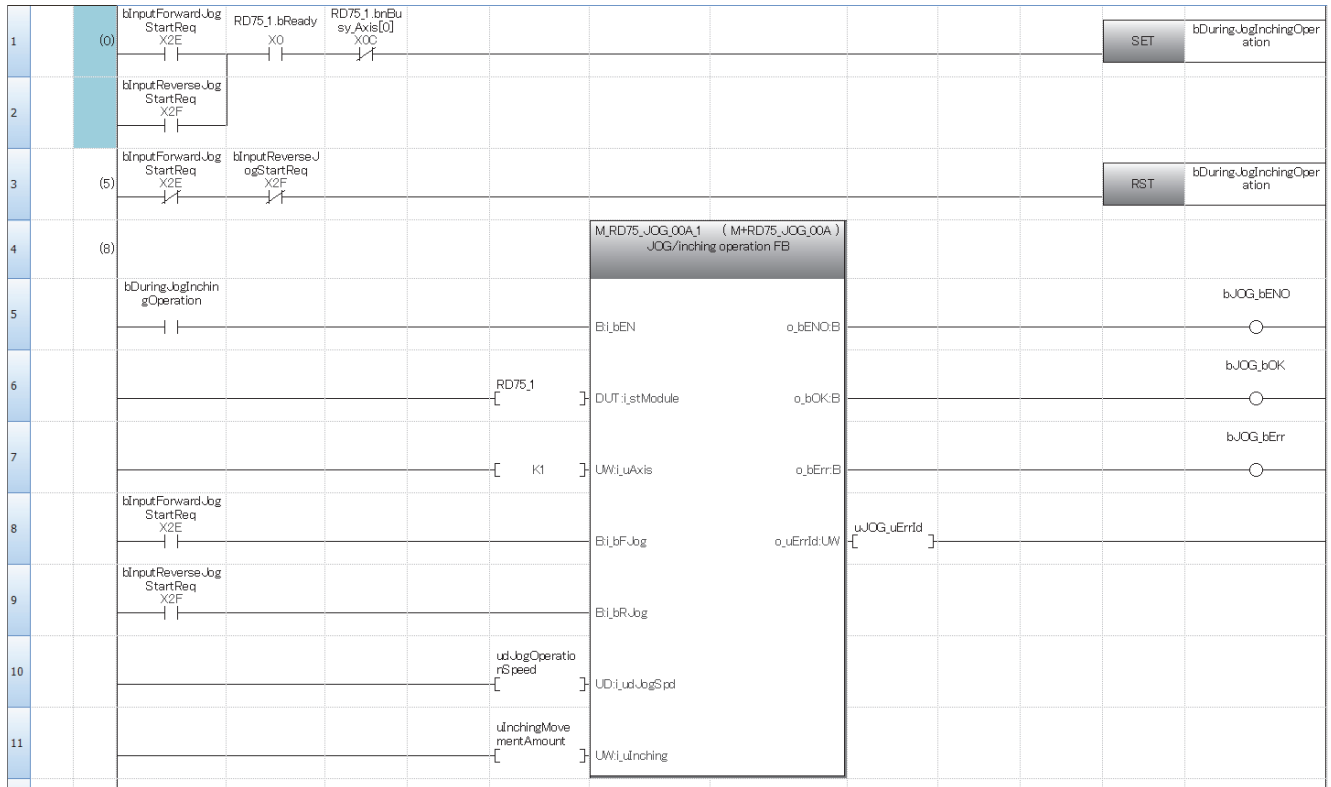 bInputForwardJog
StartReq
X2E
RD75_1.bReady
X0
RD75_1.bnBu
sy_Axis[0]
X0C
1
(0)
SET
bDuringJogInchingOper
ation
bInputReverseJog
StartReq
X2F
2
bInputForwardJog
StartReq
X2E
bInputReverseJ
ogStartReq
X2F
3
(5)
RST
bDuringJogInchingOper
ation
4
(8)
M_RD75_JOG_00A_1 ( M+RD75_JOG_00A )
JOG/inching operation FB
bDuringJogInchin
gOperation
5
B:i_bEN
o_bENO:B
bJOG_bENO
6
RD75_1
DUT:i_stModule
o_bOK:B
bJOG_bOK
7
K1
UW:i_uAxis
o_bErr:B
bJOG_bErr
bInputForwardJog
StartReq
X2E
8
B:i_bFJog
o_uErrId:UW
uJOG_uErrId
bInputReverseJog
StartReq
X2F
9
B:i_bRJog
10
udJogOperatio
nSpeed
UD:i_udJogSpd
11
uInchingMove
mentAmount
UW:i_uInching